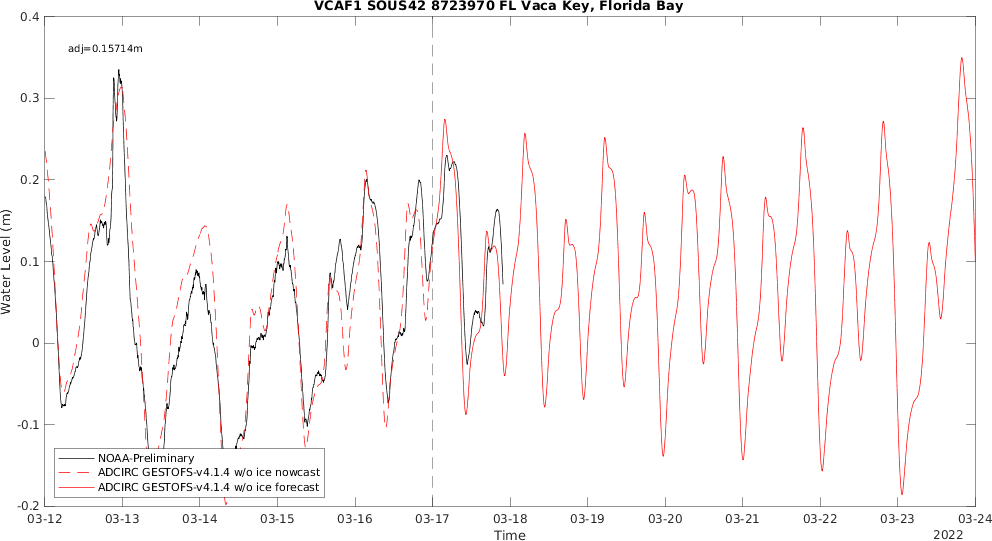 VCAF1 SOUS42 8723970 FL Vaca Key, Florida Bay
adj=0.15714m
0.4
0.3
0.2
0.1
0
-0.1
-0.2
Water Level (m)
NOAA-Preliminary
ADCIRC GESTOFS-v4.1.4 w/o ice nowcast
ADCIRC GESTOFS-v4.1.4 w/o ice forecast
03-12 03-13 03-14 03-15 03-16 03-17 03-18 03-19 03-20 03-21 03-22 03-23 03-24
Time
2022